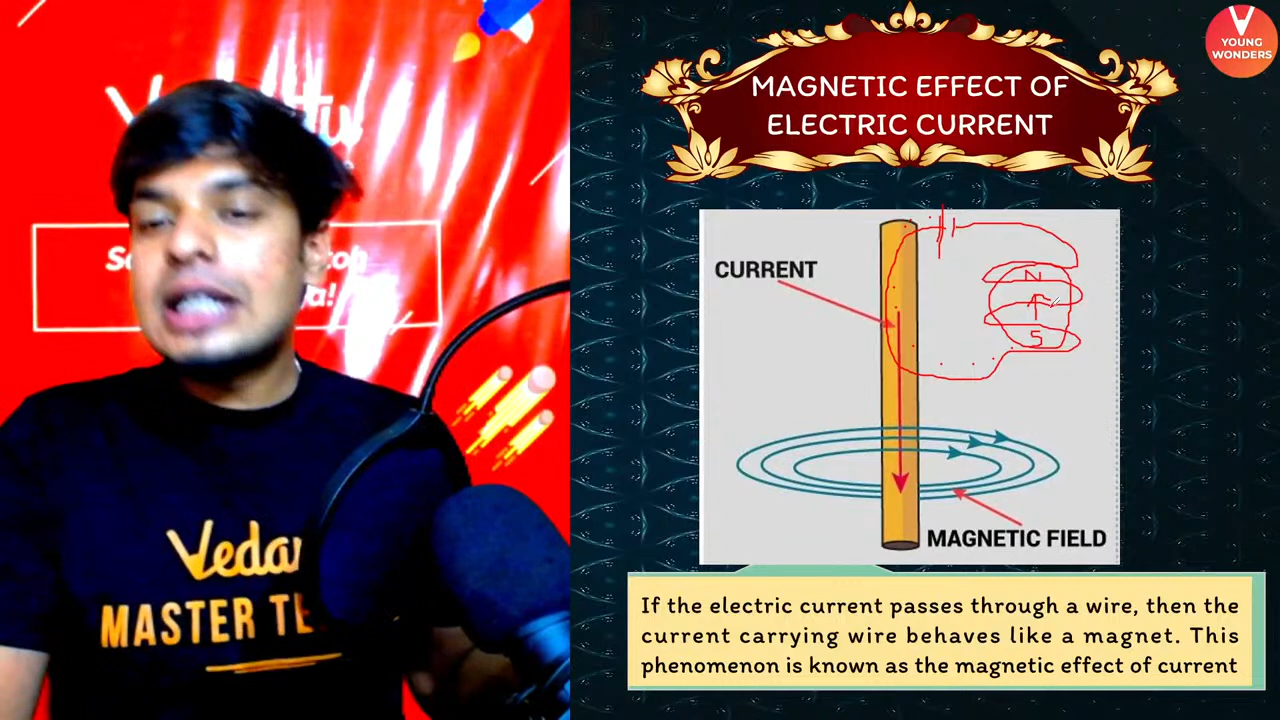 MAGNETIC EFFECT OF
ELECTRIC CURRENT
YOUNG
WONDERS
CURRENT
N
S
MAGNETIC FIELD
If the electric current passes through a wire, then the
current carrying wire behaves like a magnet. This
phenomenon is known as the magnetic effect of current
MASTER